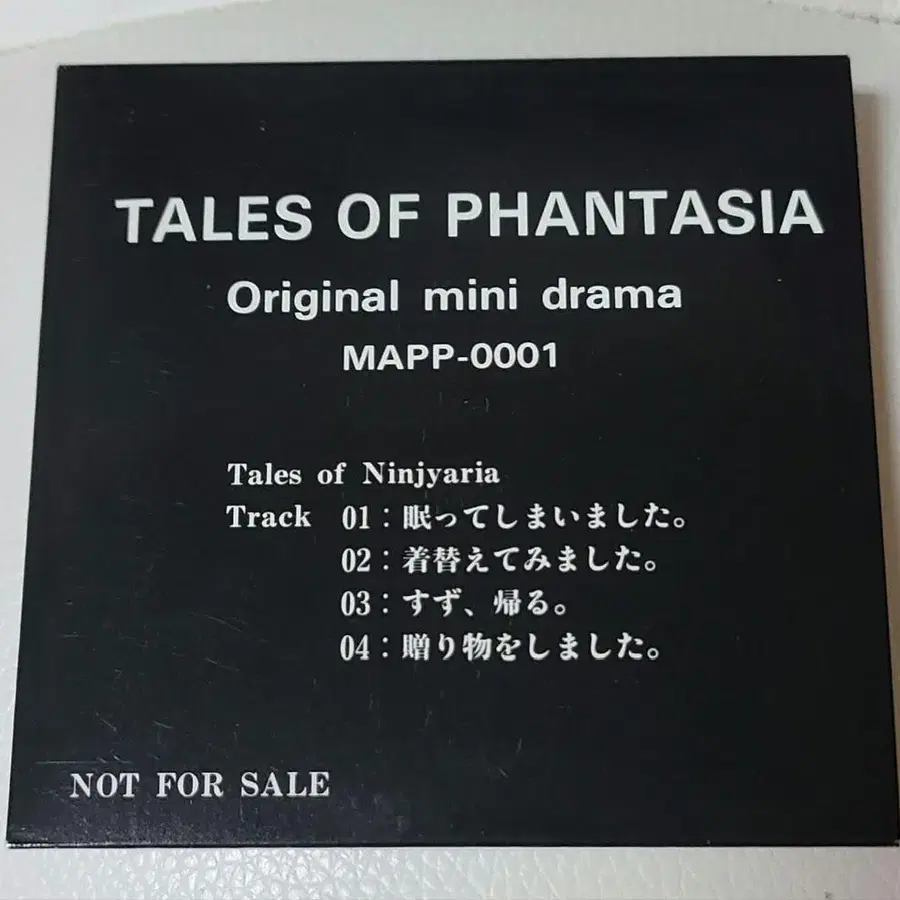 TALES OF PHANTASIA
Original mini drama
MAPP-0001
Tales of Ninjyaria
Track 01：眠ってしまいました。
02：着替えてみました。
03：すず、帰る。
04：贈り物をしました。
NOT FOR SALE